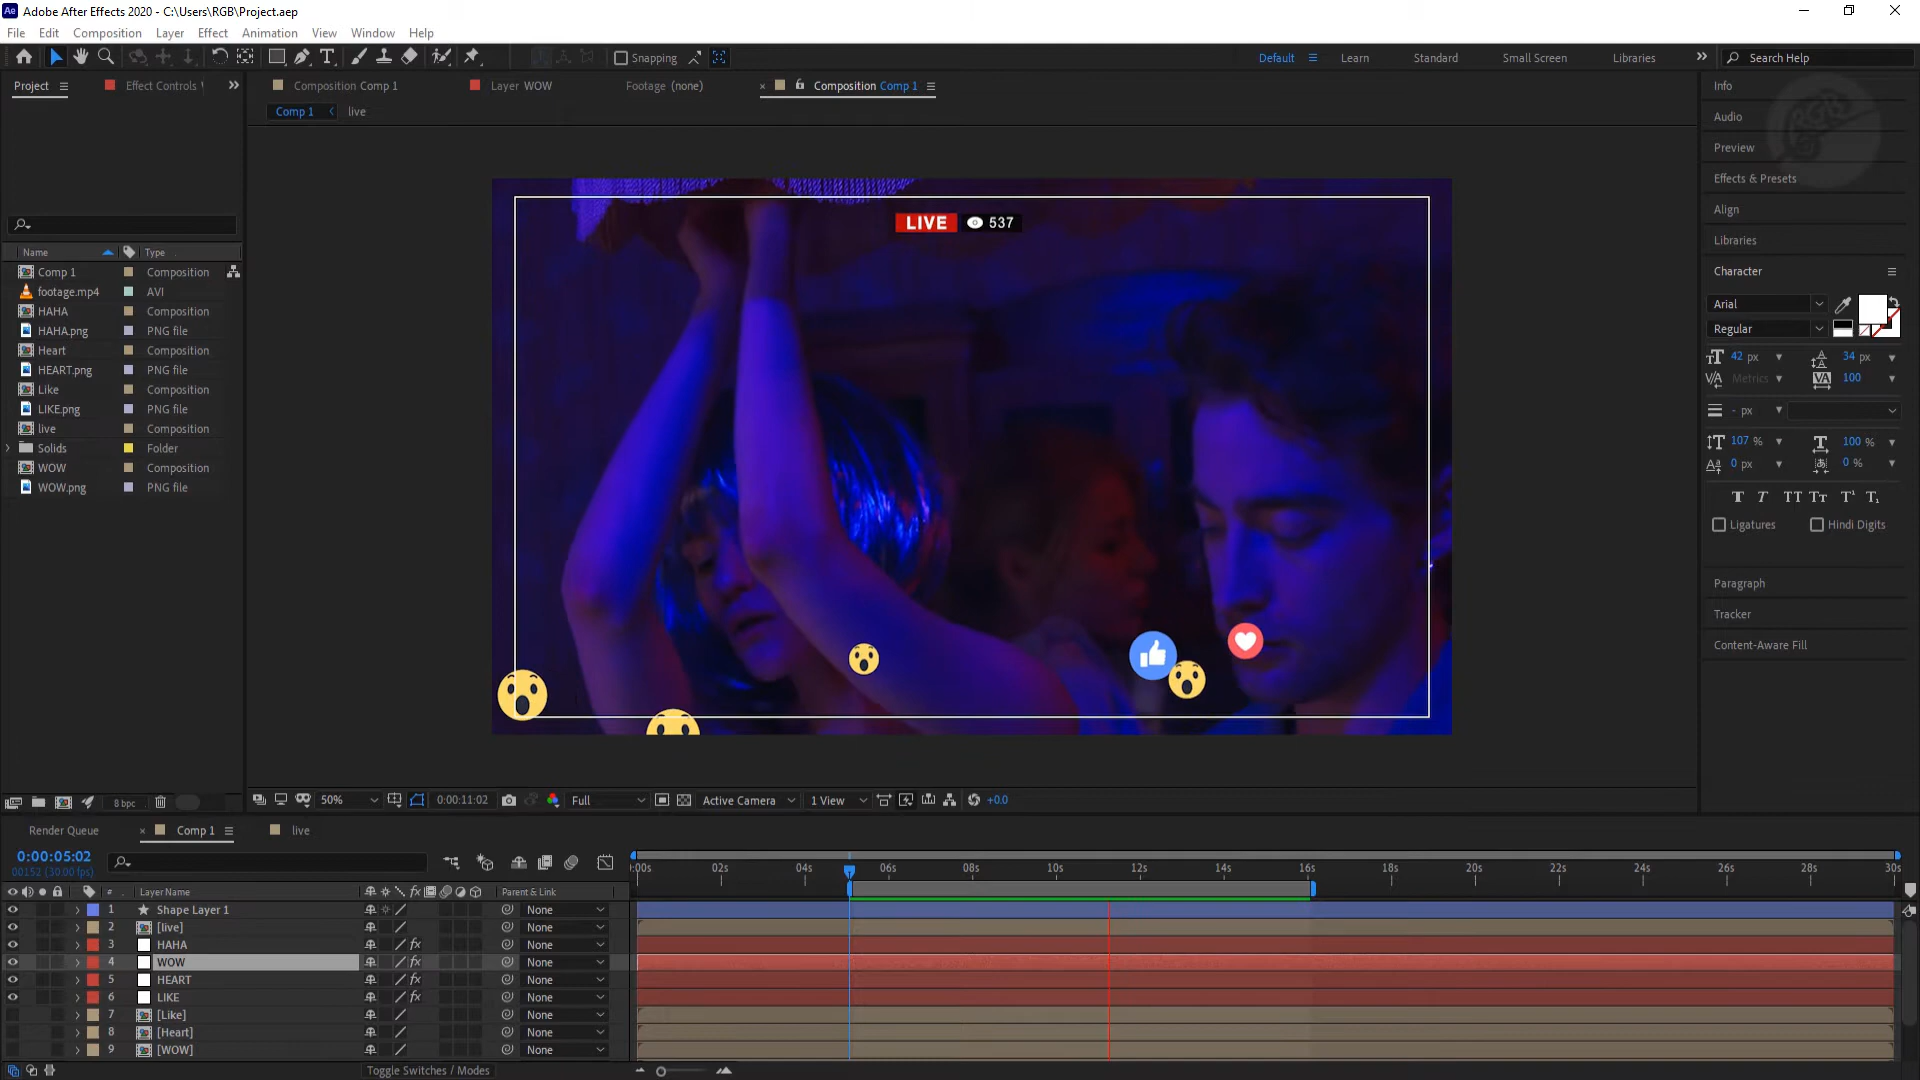 Adobe After Effects 2020 - C:\Users\RGB\Project.aep
File Edit Composition Layer Effect Animation View Window Help
Snapping Default Learn Standard Small Screen Libraries Search Help
Project Effect Controls Composition Comp 1 Layer WOW Footage (none) Composition Comp 1
Comp 1 live
Name Type
Comp 1 Composition
footage.mp4 AVI
HAHA Composition
HAHA.png PNG file
Heart Composition
HEART.png PNG file
Like Composition
LIKE.png PNG file
live Composition
Solids Folder
WOW Composition
WOW.png PNG file
8 bpc
LIVE 537
50% 0:00:11:02 Full Active Camera 1 View +0.0
Info
Audio
Preview
Effects & Presets
Align
Libraries
Character
Arial
Regular
42 px 34 px
Metrics 100
- px
107 % 100 %
0 px 0 %
T T TT Tt T¹ T₁
Ligatures Hindi Digits
Paragraph
Tracker
Content-Aware Fill
RGB
Render Queue Comp 1 live
0:00:05:02
00152 (30.00 fps)
:00s 02s 04s 06s 08s 10s 12s 14s 16s 18s 20s 22s 24s 26s 28s 30s
# Layer Name Parent & Link
1 Shape Layer 1 None
2 [live] None
3 HAHA fx None
4 WOW fx None
5 HEART fx None
6 LIKE fx None
7 [Like] None
8 [Heart] None
9 [WOW] None
Toggle Switches / Modes